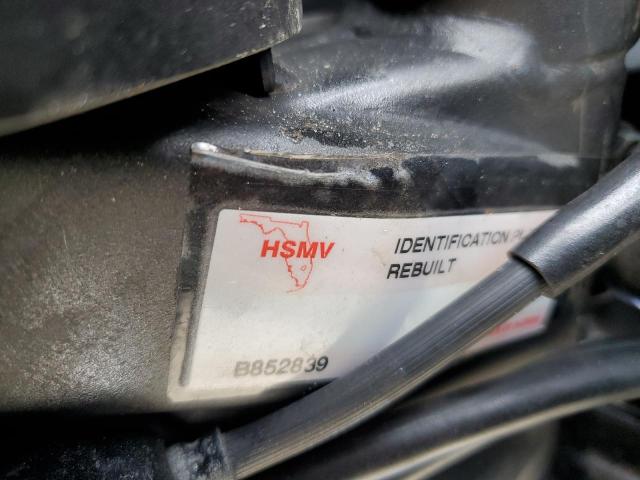 HSMV
IDENTIFICATION
REBUILT
B852839